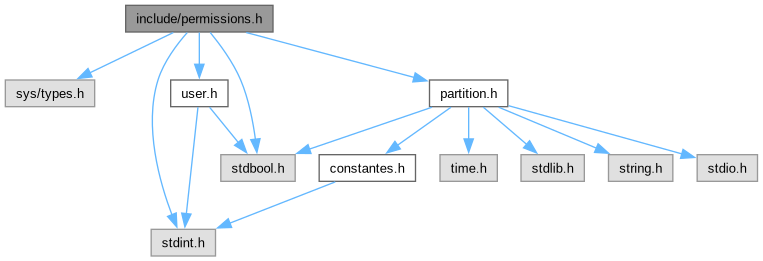 include/permissions.h
sys/types.h
user.h
partition.h
stdbool.h
constantes.h
time.h
stdlib.h
string.h
stdio.h
stdint.h